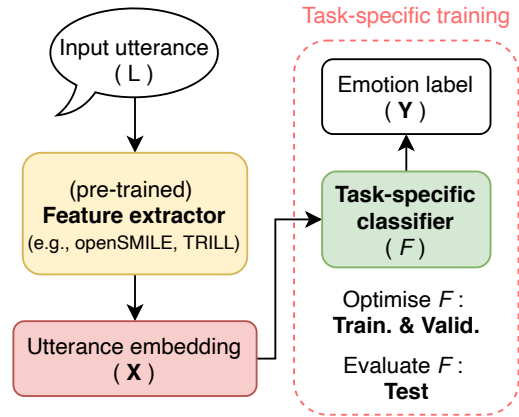 Task-specific training
Input utterance
( L )
(pre-trained)
Feature extractor
(e.g., openSMILE, TRILL)
Utterance embedding
( X )
Emotion label
( Y )
Task-specific
classifier
( F )
Optimise F :
Train. & Valid.
Evaluate F :
Test